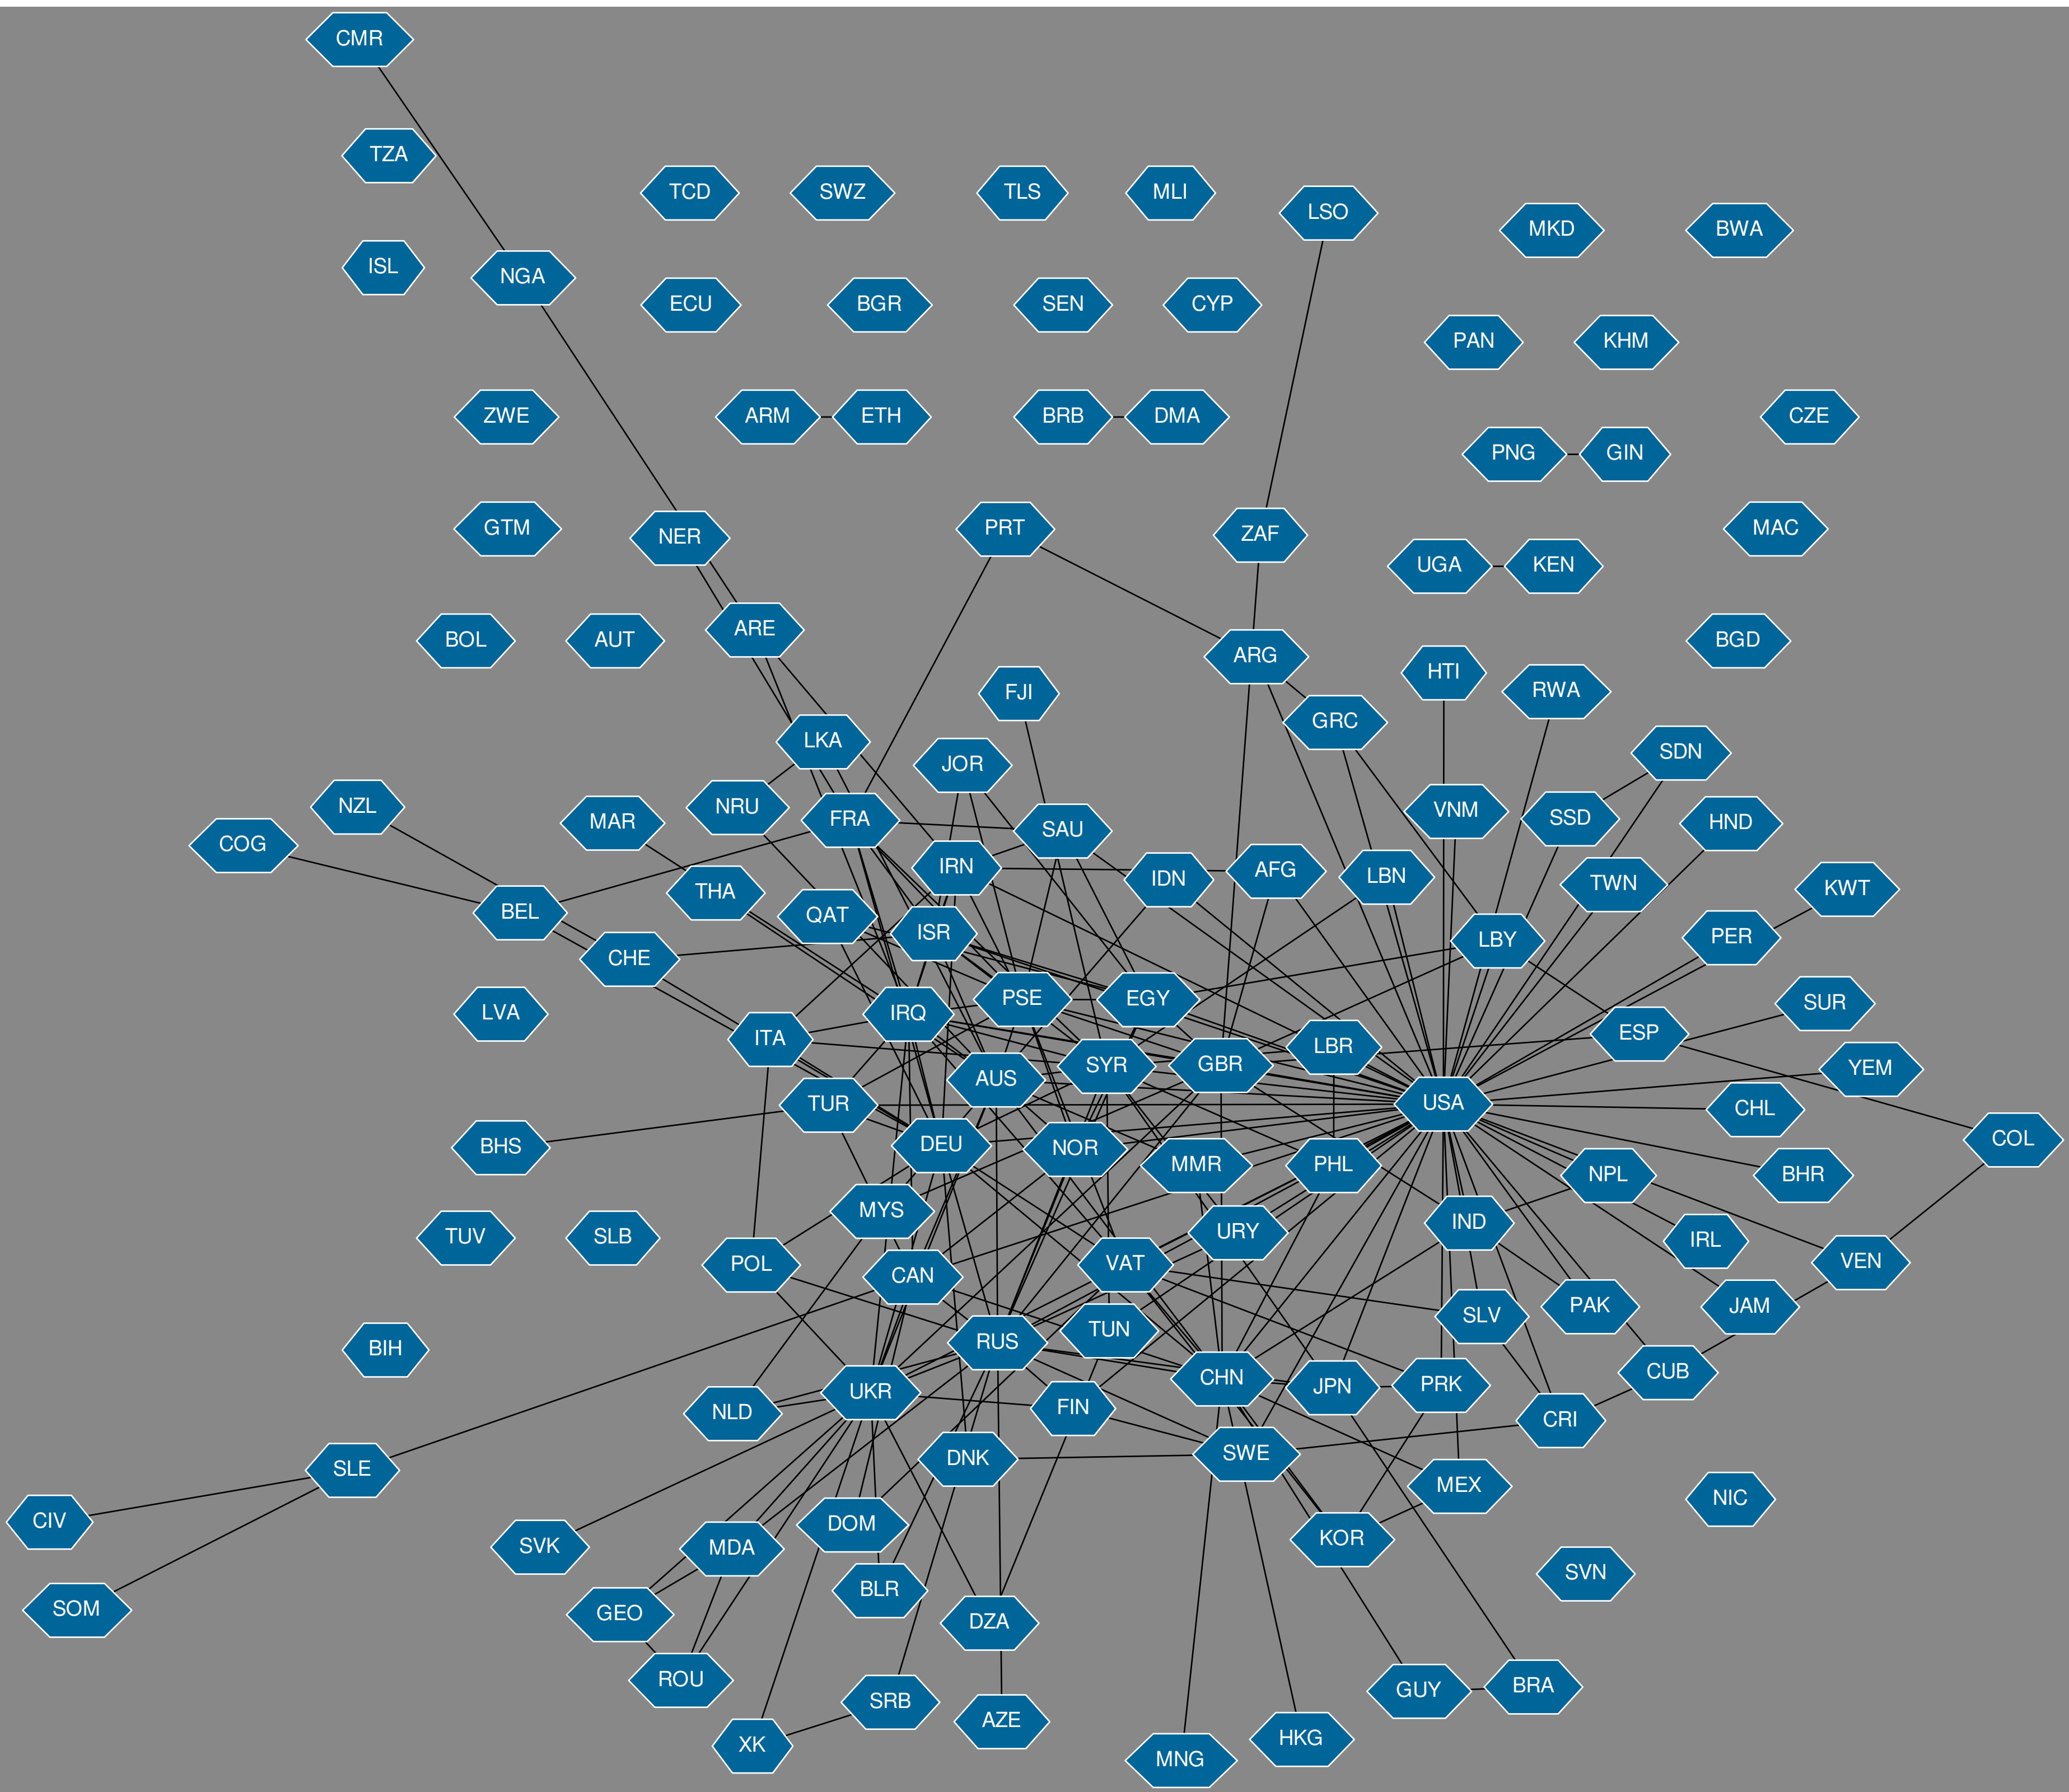 CMR
TZA
TCD
SWZ
TLS
MLI
LSO
MKD
BWA
ISL
NGA
ECU
BGR
SEN
CYP
PAN
KHM
ZWE
ARM
ETH
BRB
DMA
CZE
PNG
GIN
GTM
NER
PRT
ZAF
MAC
UGA
KEN
BOL
AUT
ARE
ARG
BGD
HTI
RWA
FJI
GRC
LKA
JOR
SDN
NZL
MAR
NRU
FRA
SAU
VNM
SSD
HND
COG
IRN
IDN
AFG
LBN
TWN
KWT
THA
BEL
QAT
ISR
LBY
PER
CHE
PSE
EGY
SUR
LVA
IRQ
ITA
ESP
LBR
SYR
GBR
YEM
AUS
TUR
USA
CHL
BHS
DEU
NOR
COL
MMR
PHL
NPL
BHR
MYS
IND
TUV
SLB
URY
IRL
POL
CAN
VAT
VEN
SLV
PAK
JAM
BIH
RUS
TUN
UKR
CHN
JPN
PRK
CUB
NLD
FIN
CRI
SLE
DNK
SWE
MEX
NIC
CIV
DOM
KOR
SVK
MDA
SVN
BLR
SOM
GEO
DZA
ROU
SRB
GUY
BRA
XK
AZE
HKG
MNG